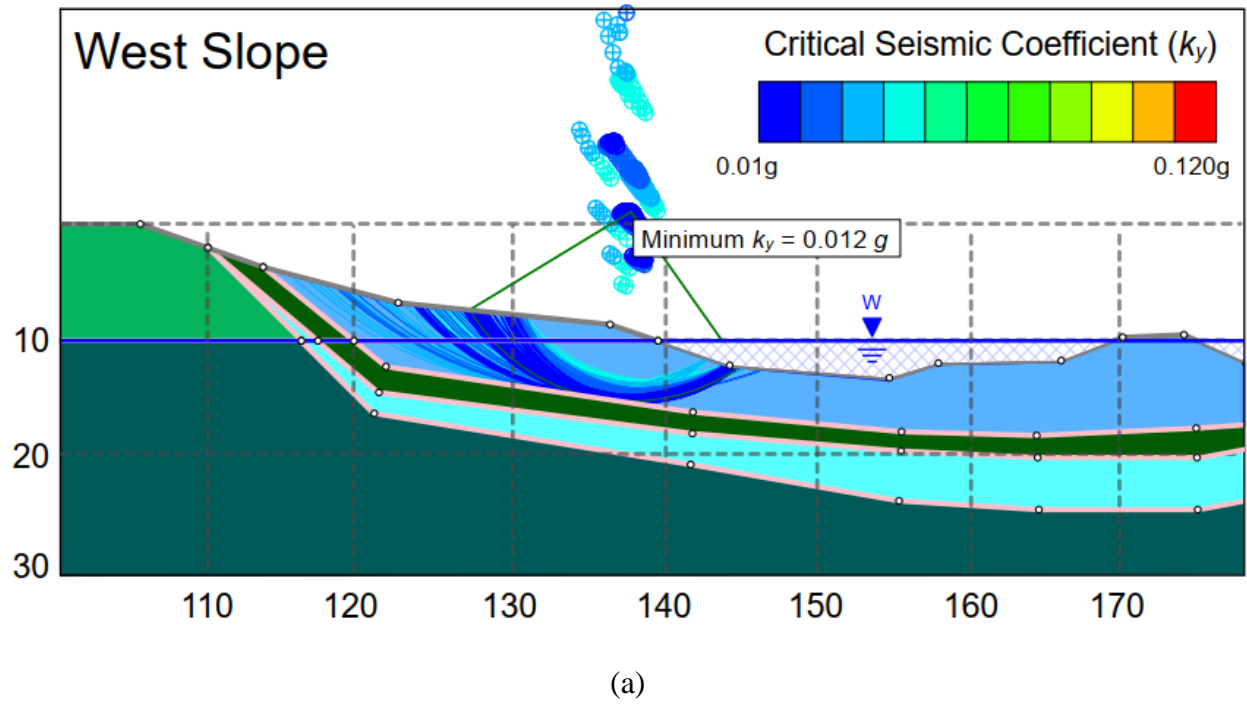 West Slope
Critical Seismic Coefficient (ky)
0.01g
0.120g
Minimum ky = 0.012 g
W
10
20
30
110 120 130 140 150 160 170
(a)